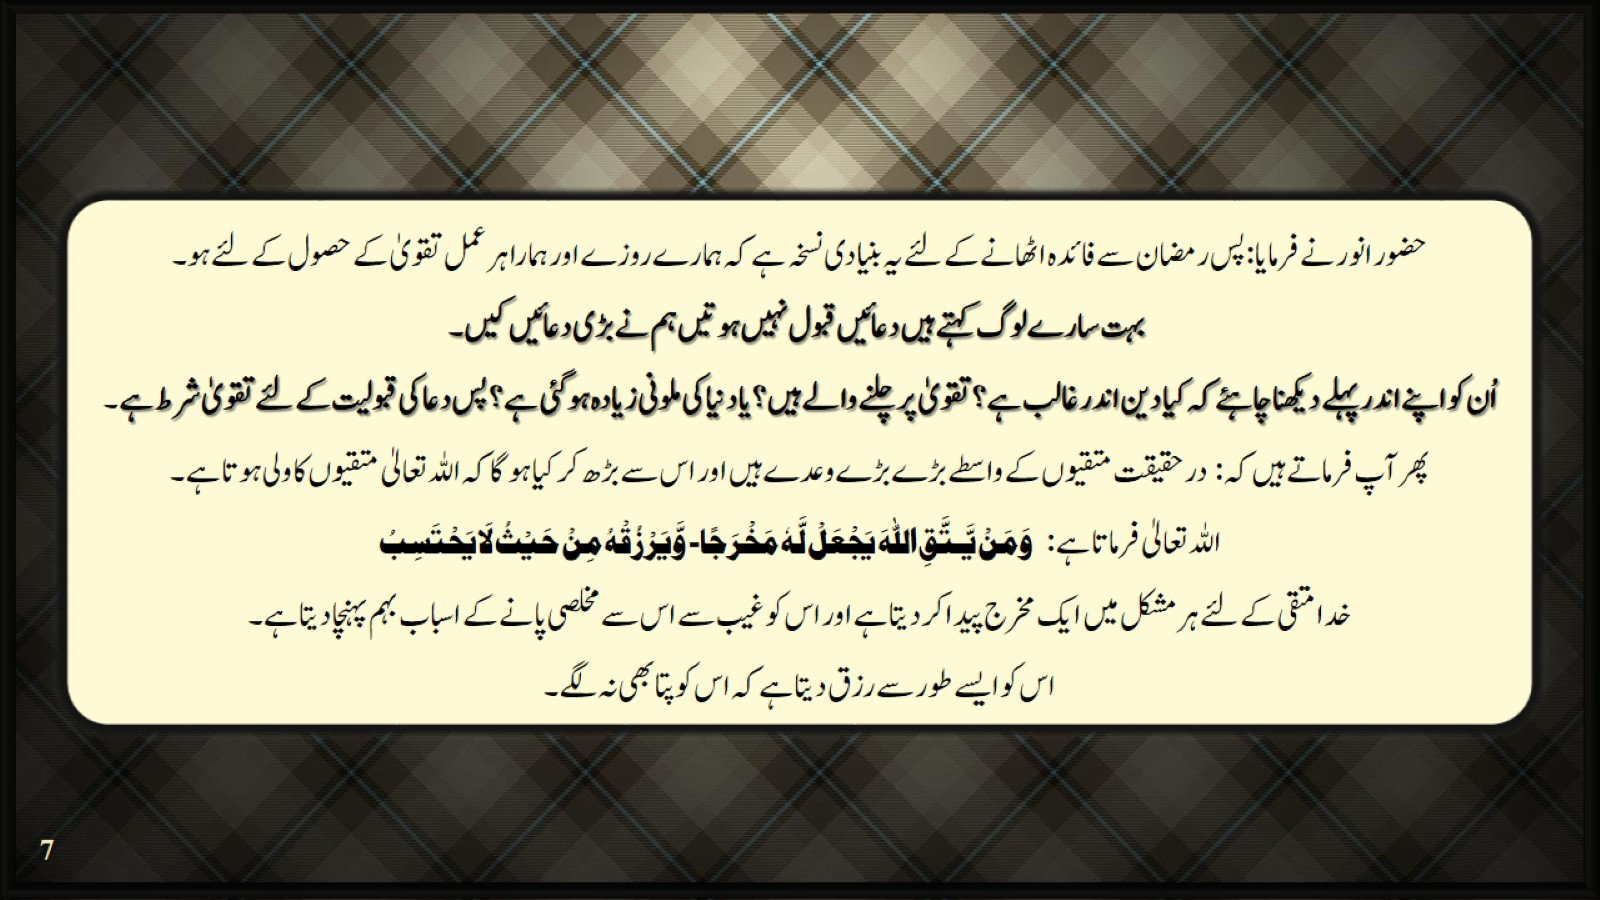 حضور انور نے فرمایا: پس رمضان سے فائدہ اٹھانے کے لئے یہ بنیادی نسخہ ہے کہ ہمارے روزے اور ہمارا ہر عمل تقویٰ کے حصول کے لئے ہو۔
بہت سارے لوگ کہتے ہیں دعائیں قبول نہیں ہوتیں ہم نے بڑی دعائیں کیں۔
اُن کو اپنے اندر پہلے دیکھنا چاہئے کہ کیا دین اندر غالب ہے؟ تقویٰ پر چلنے والے ہیں؟ یا دنیا کی ملونی زیادہ ہو گئی ہے؟ پس دعا کی قبولیت کے لئے تقویٰ شرط ہے۔
پھر آپ فرماتے ہیں کہ: درحقیقت متقیوں کے واسطے بڑے بڑے وعدے ہیں اور اس سے بڑھ کر کیا ہو گا کہ اللہ تعالیٰ متقیوں کا ولی ہوتا ہے۔
اللہ تعالیٰ فرماتا ہے: وَمَنْ يَّتَّقِ اللّٰهَ يَجْعَلْ لَّهٗ مَخْرَجًا- وَّيَرْزُقْهُ مِنْ حَيْثُ لَا يَحْتَسِبُ
خدا متقی کے لئے ہر مشکل میں ایک مخرج پیدا کر دیتا ہے اور اس کو غیب سے اس سے مخلصی پانے کے اسباب بہم پہنچا دیتا ہے۔
اس کو ایسے طور سے رزق دیتا ہے کہ اس کو پتا بھی نہ لگے۔
7